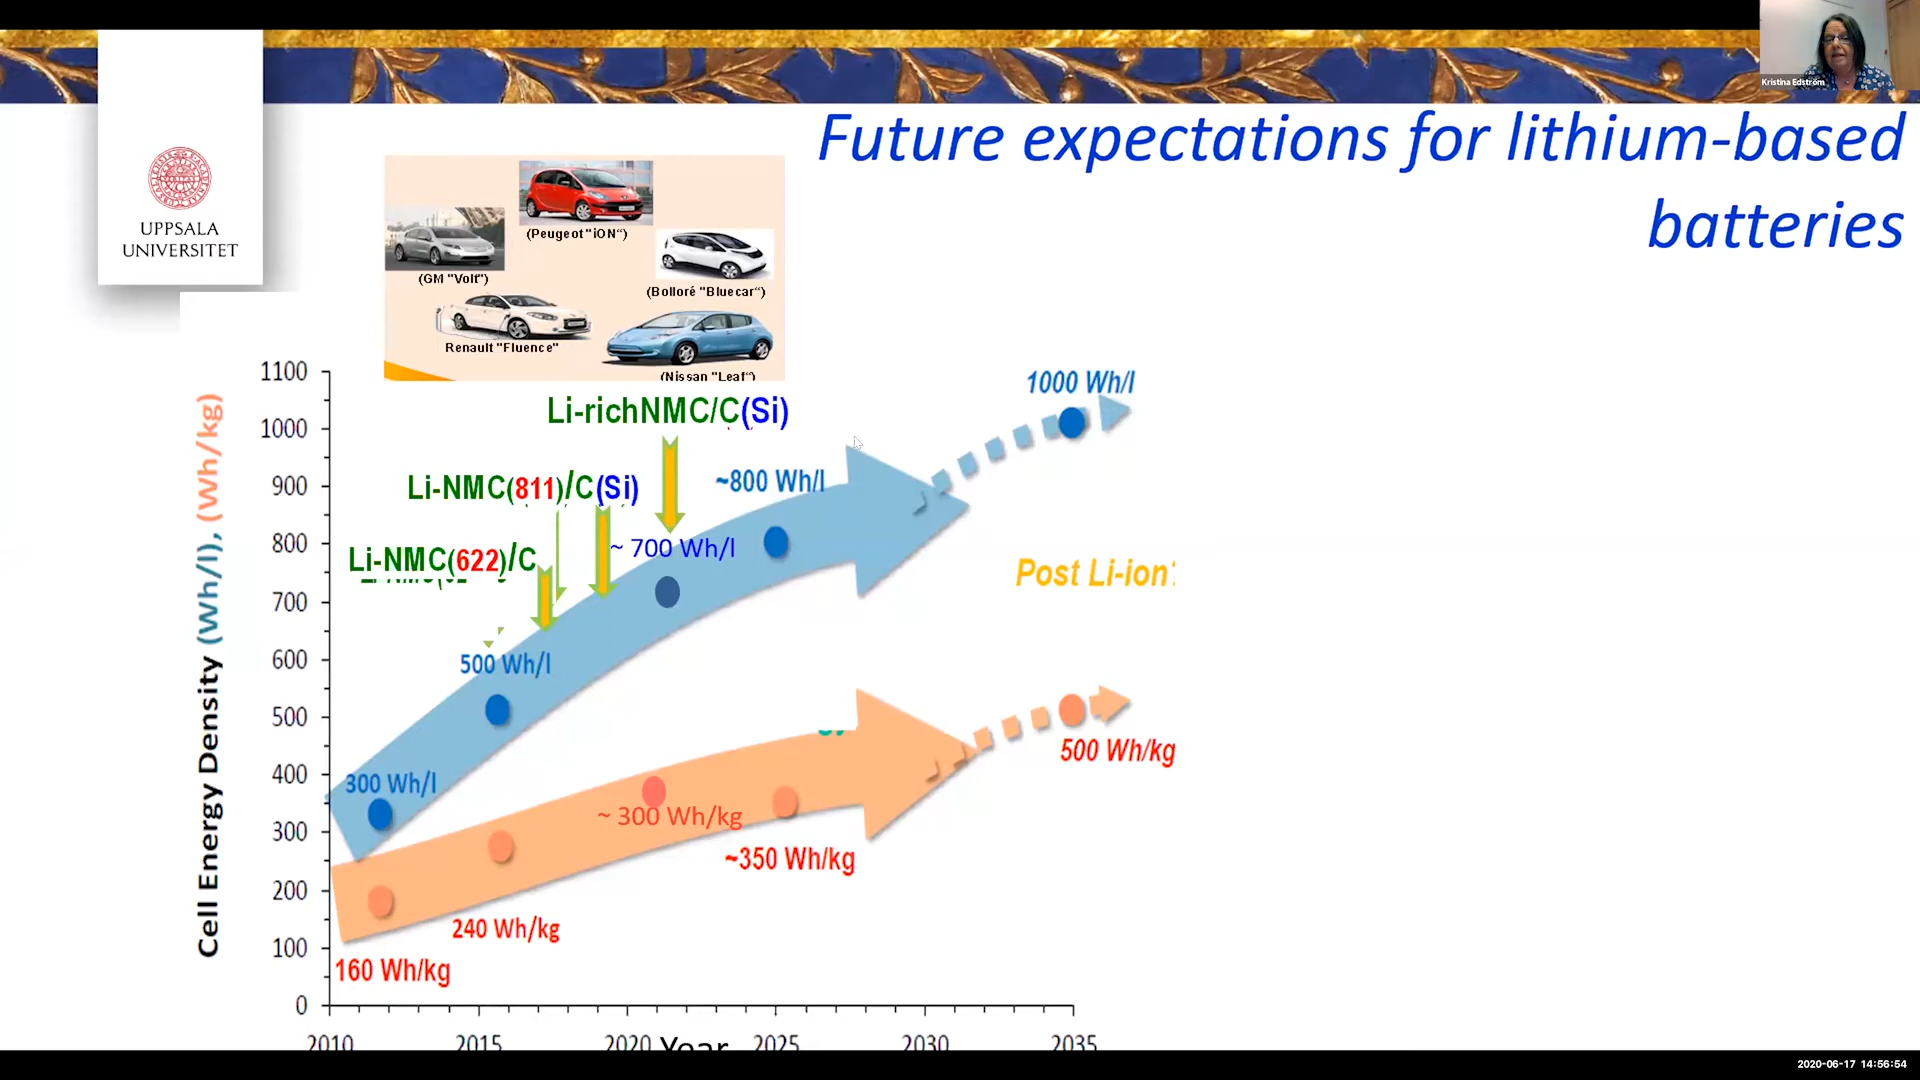 Kristina Edström
Future expectations for lithium-based
batteries
UPPSALA
UNIVERSITET
(Peugeot "iON“)
(GM "Volt")
(Bolloré "Bluecar“)
Renault "Fluence"
(Nissan "Leaf“)
Cell Energy Density (Wh/l), (Wh/kg)
1100
1000
900
800
700
600
500
400
300
200
100
0
Li-richNMC/C(Si)
Li-NMC(811)/C(Si)
Li-NMC(622)/C
300 Wh/l
500 Wh/l
~ 700 Wh/l
~800 Wh/l
1000 Wh/l
Post Li-ion
160 Wh/kg
240 Wh/kg
~ 300 Wh/kg
~350 Wh/kg
500 Wh/kg
2010 2015 2020 2025 2030 2035
Year
2020-06-17 14:56:54